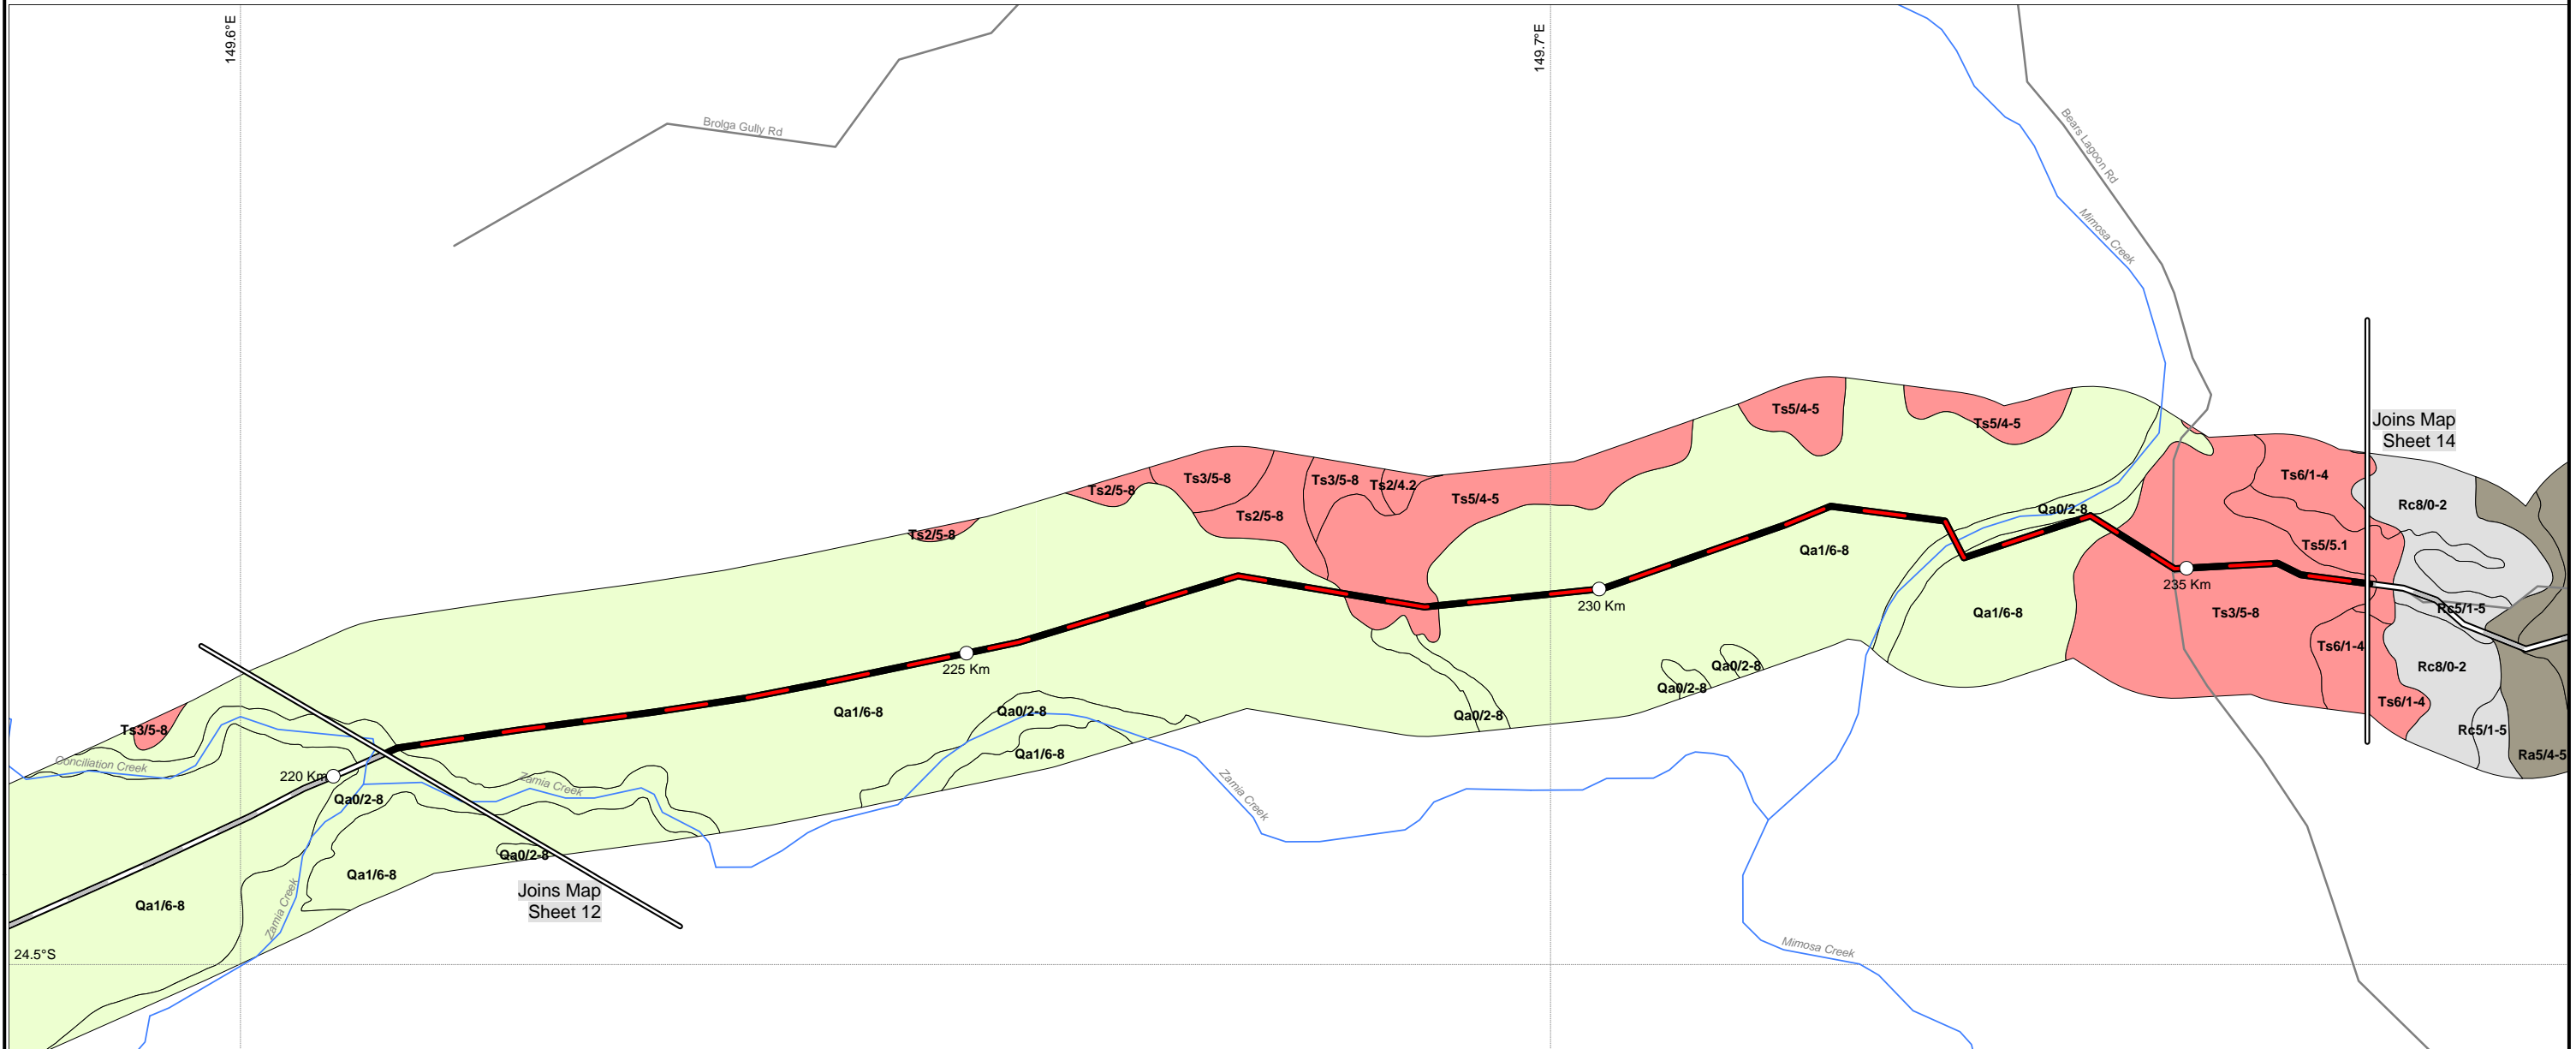 149.6°E
149.7°E
Brolga Gully Rd
Bears Lagoon Rd
Mimosa Creek
Ts5/4-5
Ts5/4-5
Joins Map
Sheet 14
Ts3/5-8
Ts3/5-8
Ts2/4.2
Ts2/5-8
Ts5/4-5
Ts6/1-4
Rc8/0-2
Ts2/5-8
Qa0/2-8
Ts2/5-8
Qa1/6-8
Ts5/5.1
235 Km
230 Km
Qa1/6-8
Ts3/5-8
Rc5/1-5
225 Km
Ts6/1-4
Rc8/0-2
Qa0/2-8
Qa0/2-8
Ts6/1-4
Qa1/6-8
Qa0/2-8
Qa0/2-8
Ts3/5-8
Rc5/1-5
Qa1/6-8
Ra5/4-5
Conciliation Creek
220 Km
Zamia Creek
Zamia Creek
Qa0/2-8
Qa0/2-8
Qa1/6-8
Joins Map
Sheet 12
Qa1/6-8
Zamia Creek
Mimosa Creek
24.5°S